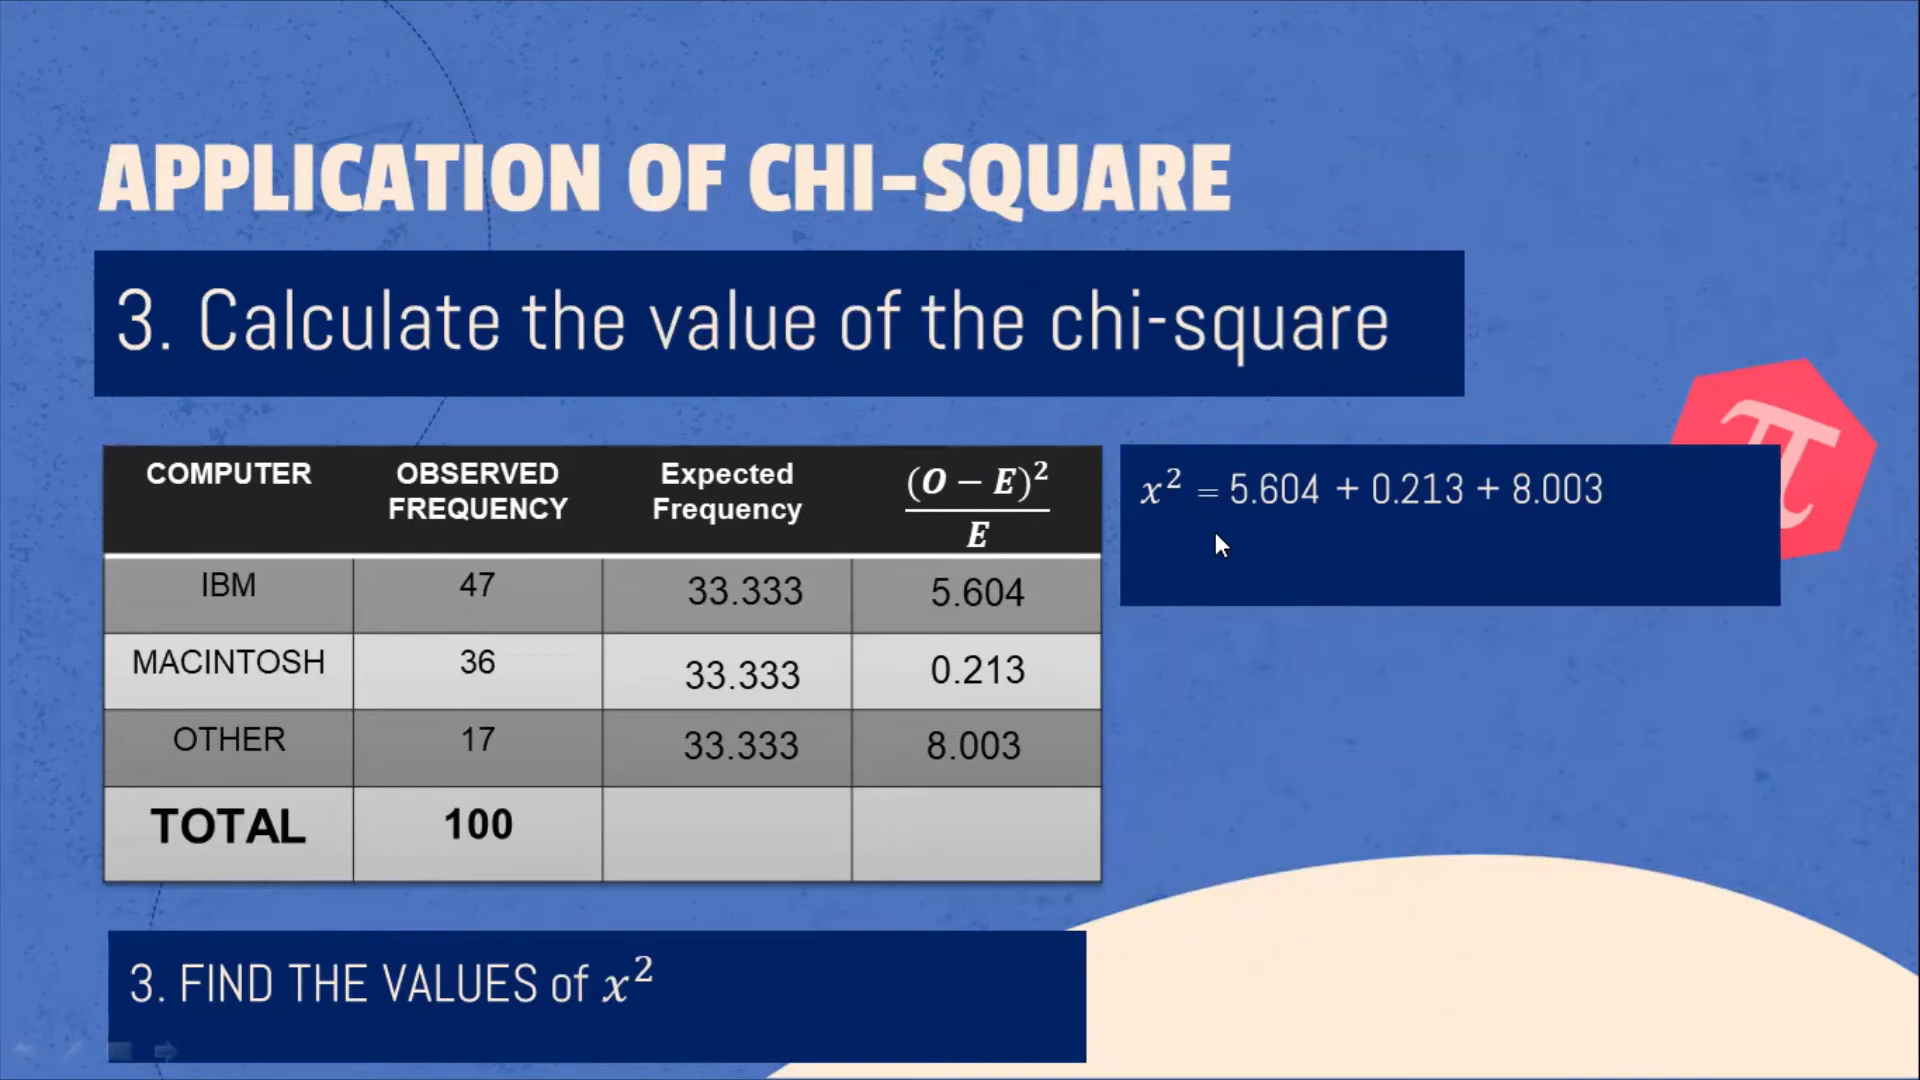 APPLICATION OF CHI-SQUARE
3. Calculate the value of the chi-square
COMPUTER OBSERVED FREQUENCY Expected Frequency (O − E)² / E
IBM 47 33.333 5.604
MACINTOSH 36 33.333 0.213
OTHER 17 33.333 8.003
TOTAL 100
x² = 5.604 + 0.213 + 8.003
π
3. FIND THE VALUES of x²